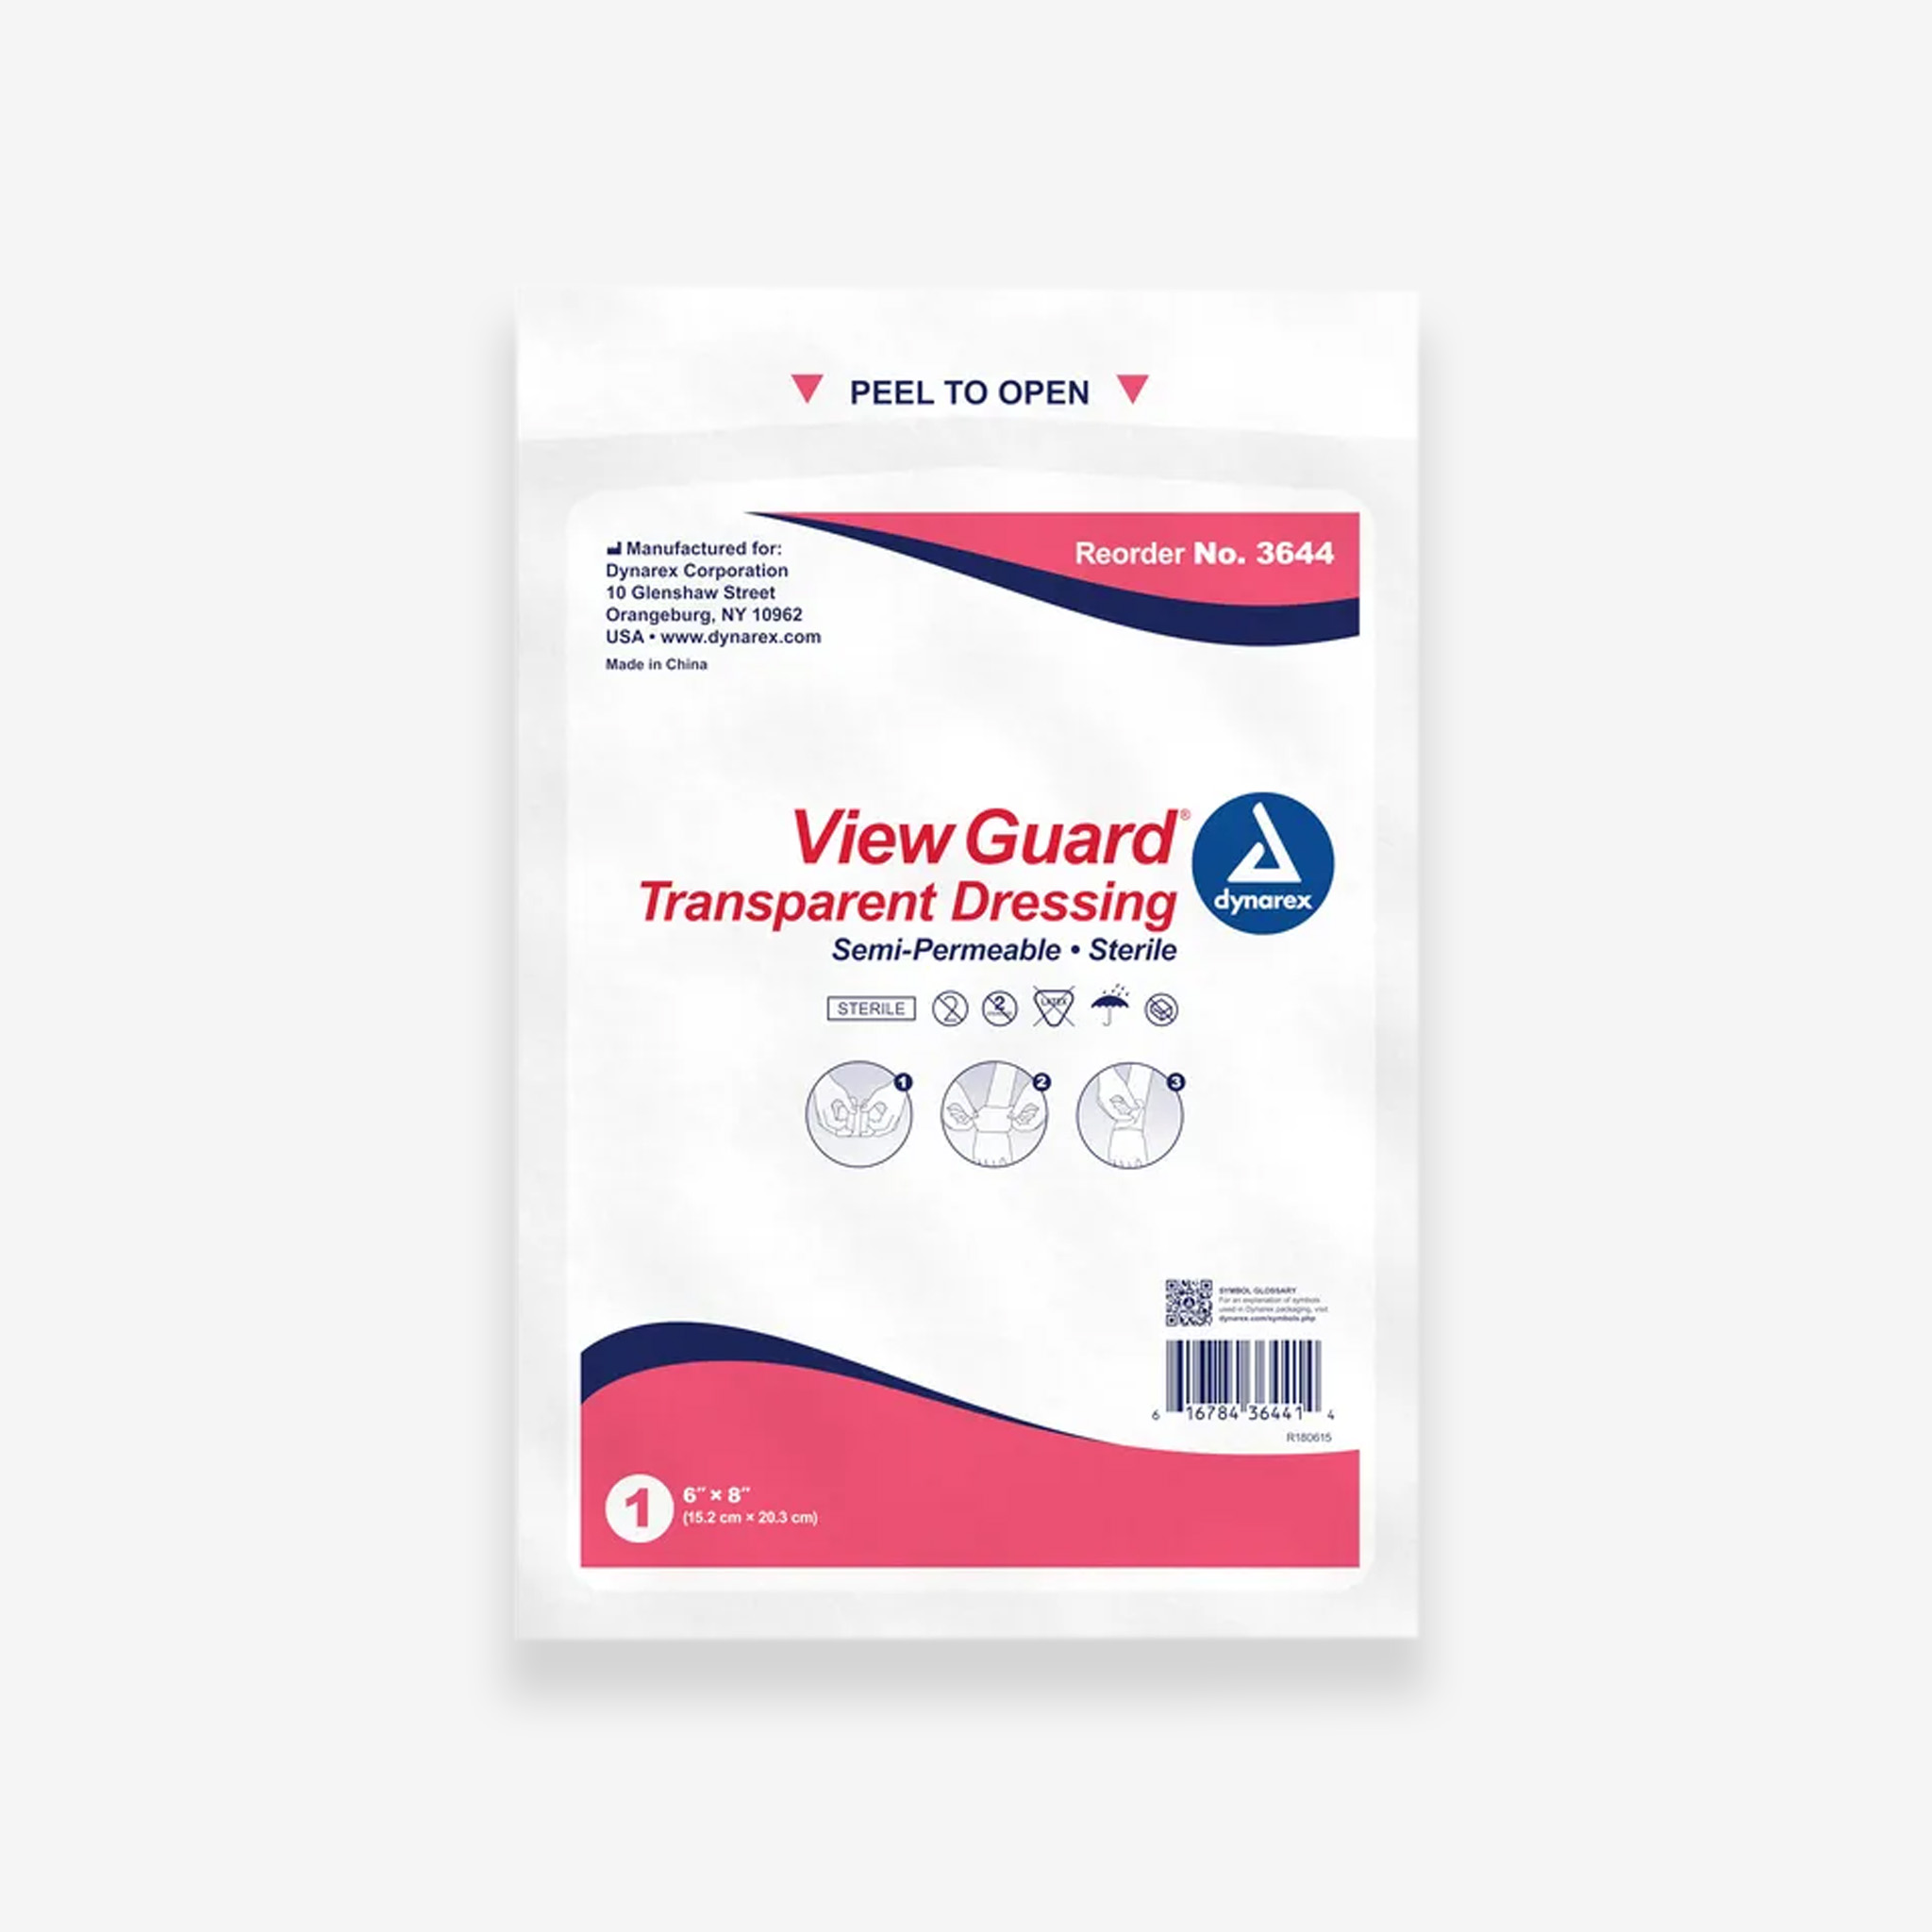 PEEL TO OPEN
Reorder No. 3644
Manufactured for:
Dynarex Corporation
10 Glenshaw Street
Orangeburg, NY 10962
USA • www.dynarex.com
Made in China
View Guard®
Transparent Dressing
Semi-Permeable • Sterile
dynarex
STERILE
2
2
LATEX
1
2
3
SYMBOL GLOSSARY
For an explanation of symbols
used in Dynarex packaging, visit
dynarex.com/symbols.php
6 16784 36441 4
R180615
1
6" × 8"
(15.2 cm × 20.3 cm)